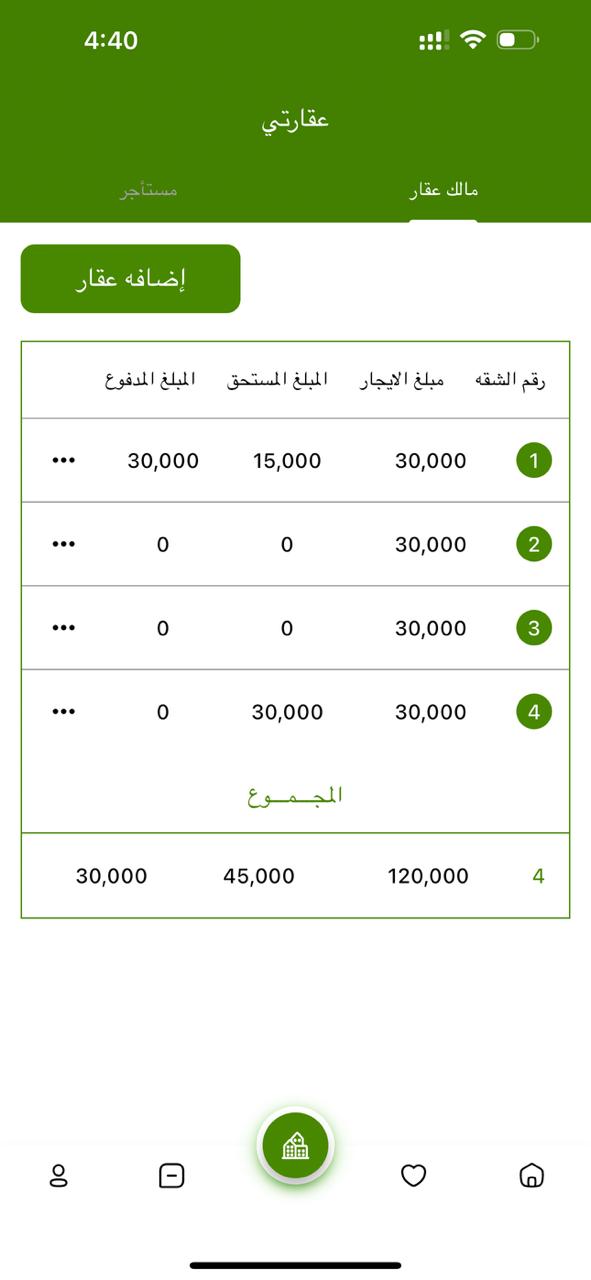 4:40
عقارتي
مالك عقار مستأجر
إضافه عقار
رقم الشقه مبلغ الايجار المبلغ المستحق المبلغ المدفوع
1 30,000 15,000 30,000 •••
2 30,000 0 0 •••
3 30,000 0 0 •••
4 30,000 30,000 0 •••
المجـــمـــوع
4 120,000 45,000 30,000